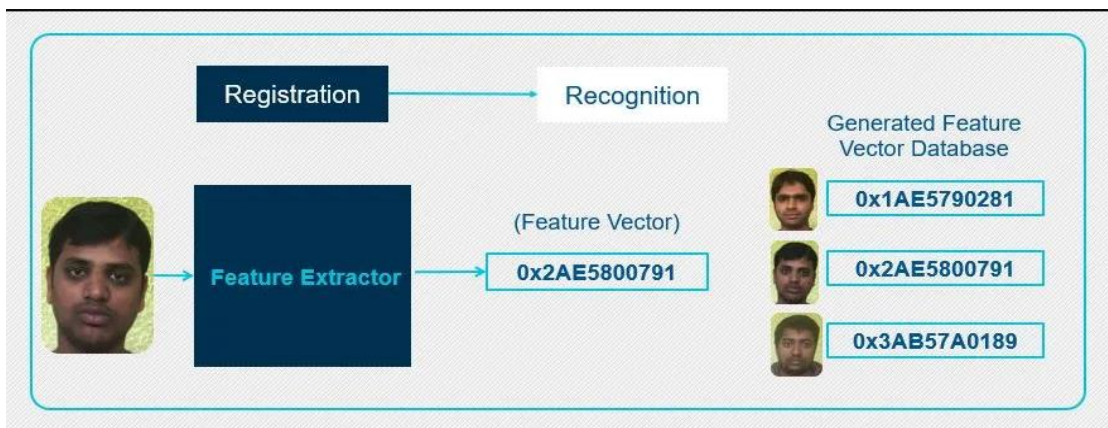 Registration
Recognition
Generated Feature
Vector Database
0x1AE5790281
(Feature Vector)
Feature Extractor
0x2AE5800791
0x2AE5800791
0x3AB57A0189